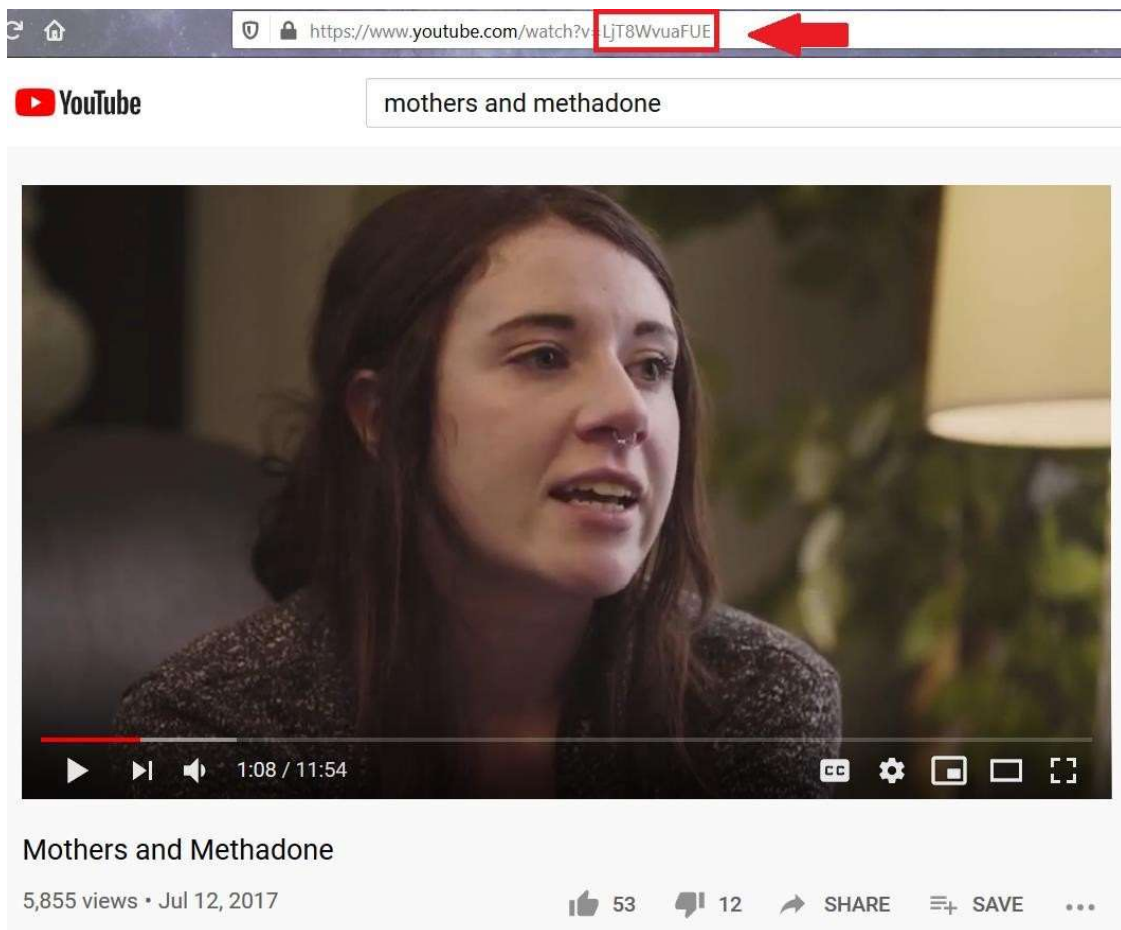 https://www.youtube.com/watch?v=LjT8WvuaFUE
YouTube
mothers and methadone
1:08 / 11:54
CC
Mothers and Methadone
5,855 views • Jul 12, 2017
53
12
SHARE
SAVE